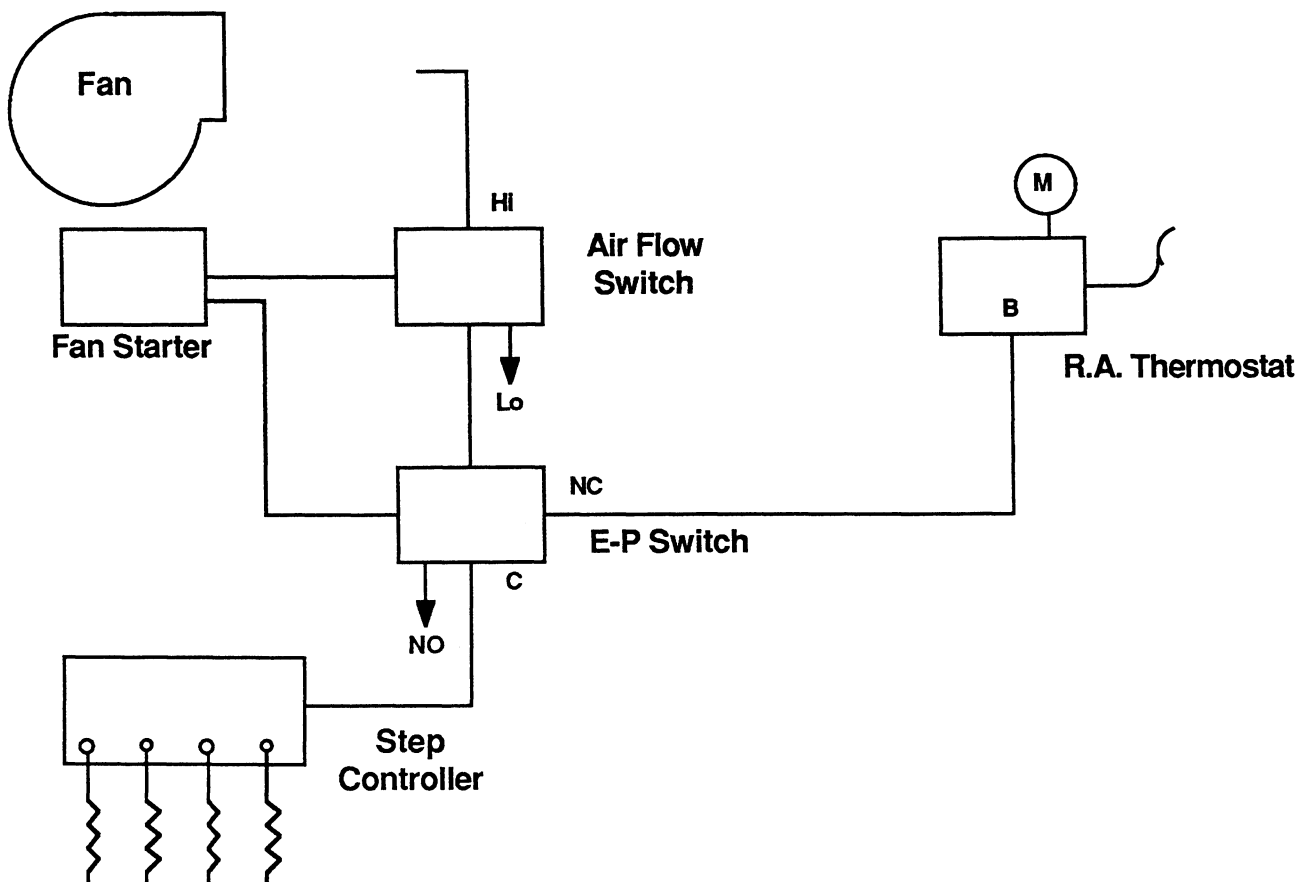 Fan
Hi
M
Air Flow
Switch
B
Fan Starter
R.A. Thermostat
Lo
NC
E-P Switch
C
NO
Step
Controller